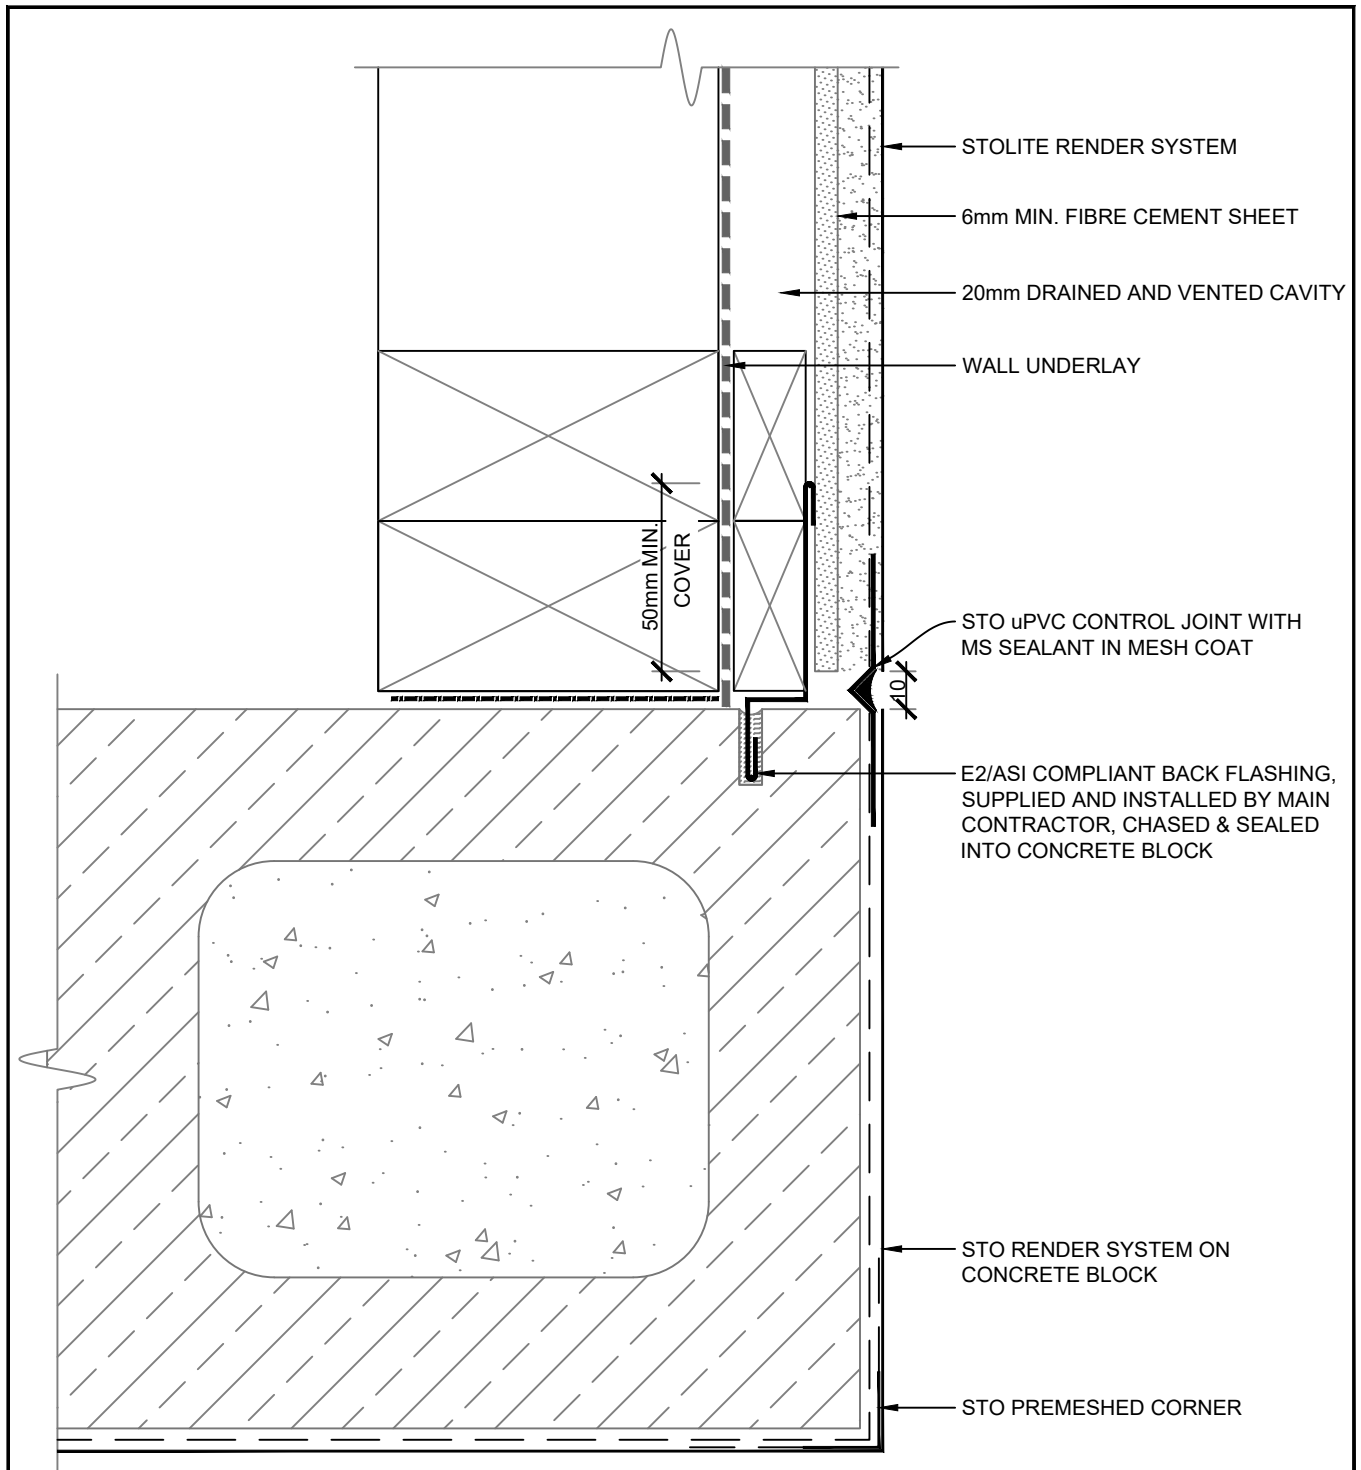 STOLITE RENDER SYSTEM
6mm MIN. FIBRE CEMENT SHEET
20mm DRAINED AND VENTED CAVITY
WALL UNDERLAY
50mm MIN.
COVER
STO uPVC CONTROL JOINT WITH
MS SEALANT IN MESH COAT
10
E2/ASI COMPLIANT BACK FLASHING,
SUPPLIED AND INSTALLED BY MAIN
CONTRACTOR, CHASED & SEALED
INTO CONCRETE BLOCK
STO RENDER SYSTEM ON
CONCRETE BLOCK
STO PREMESHED CORNER